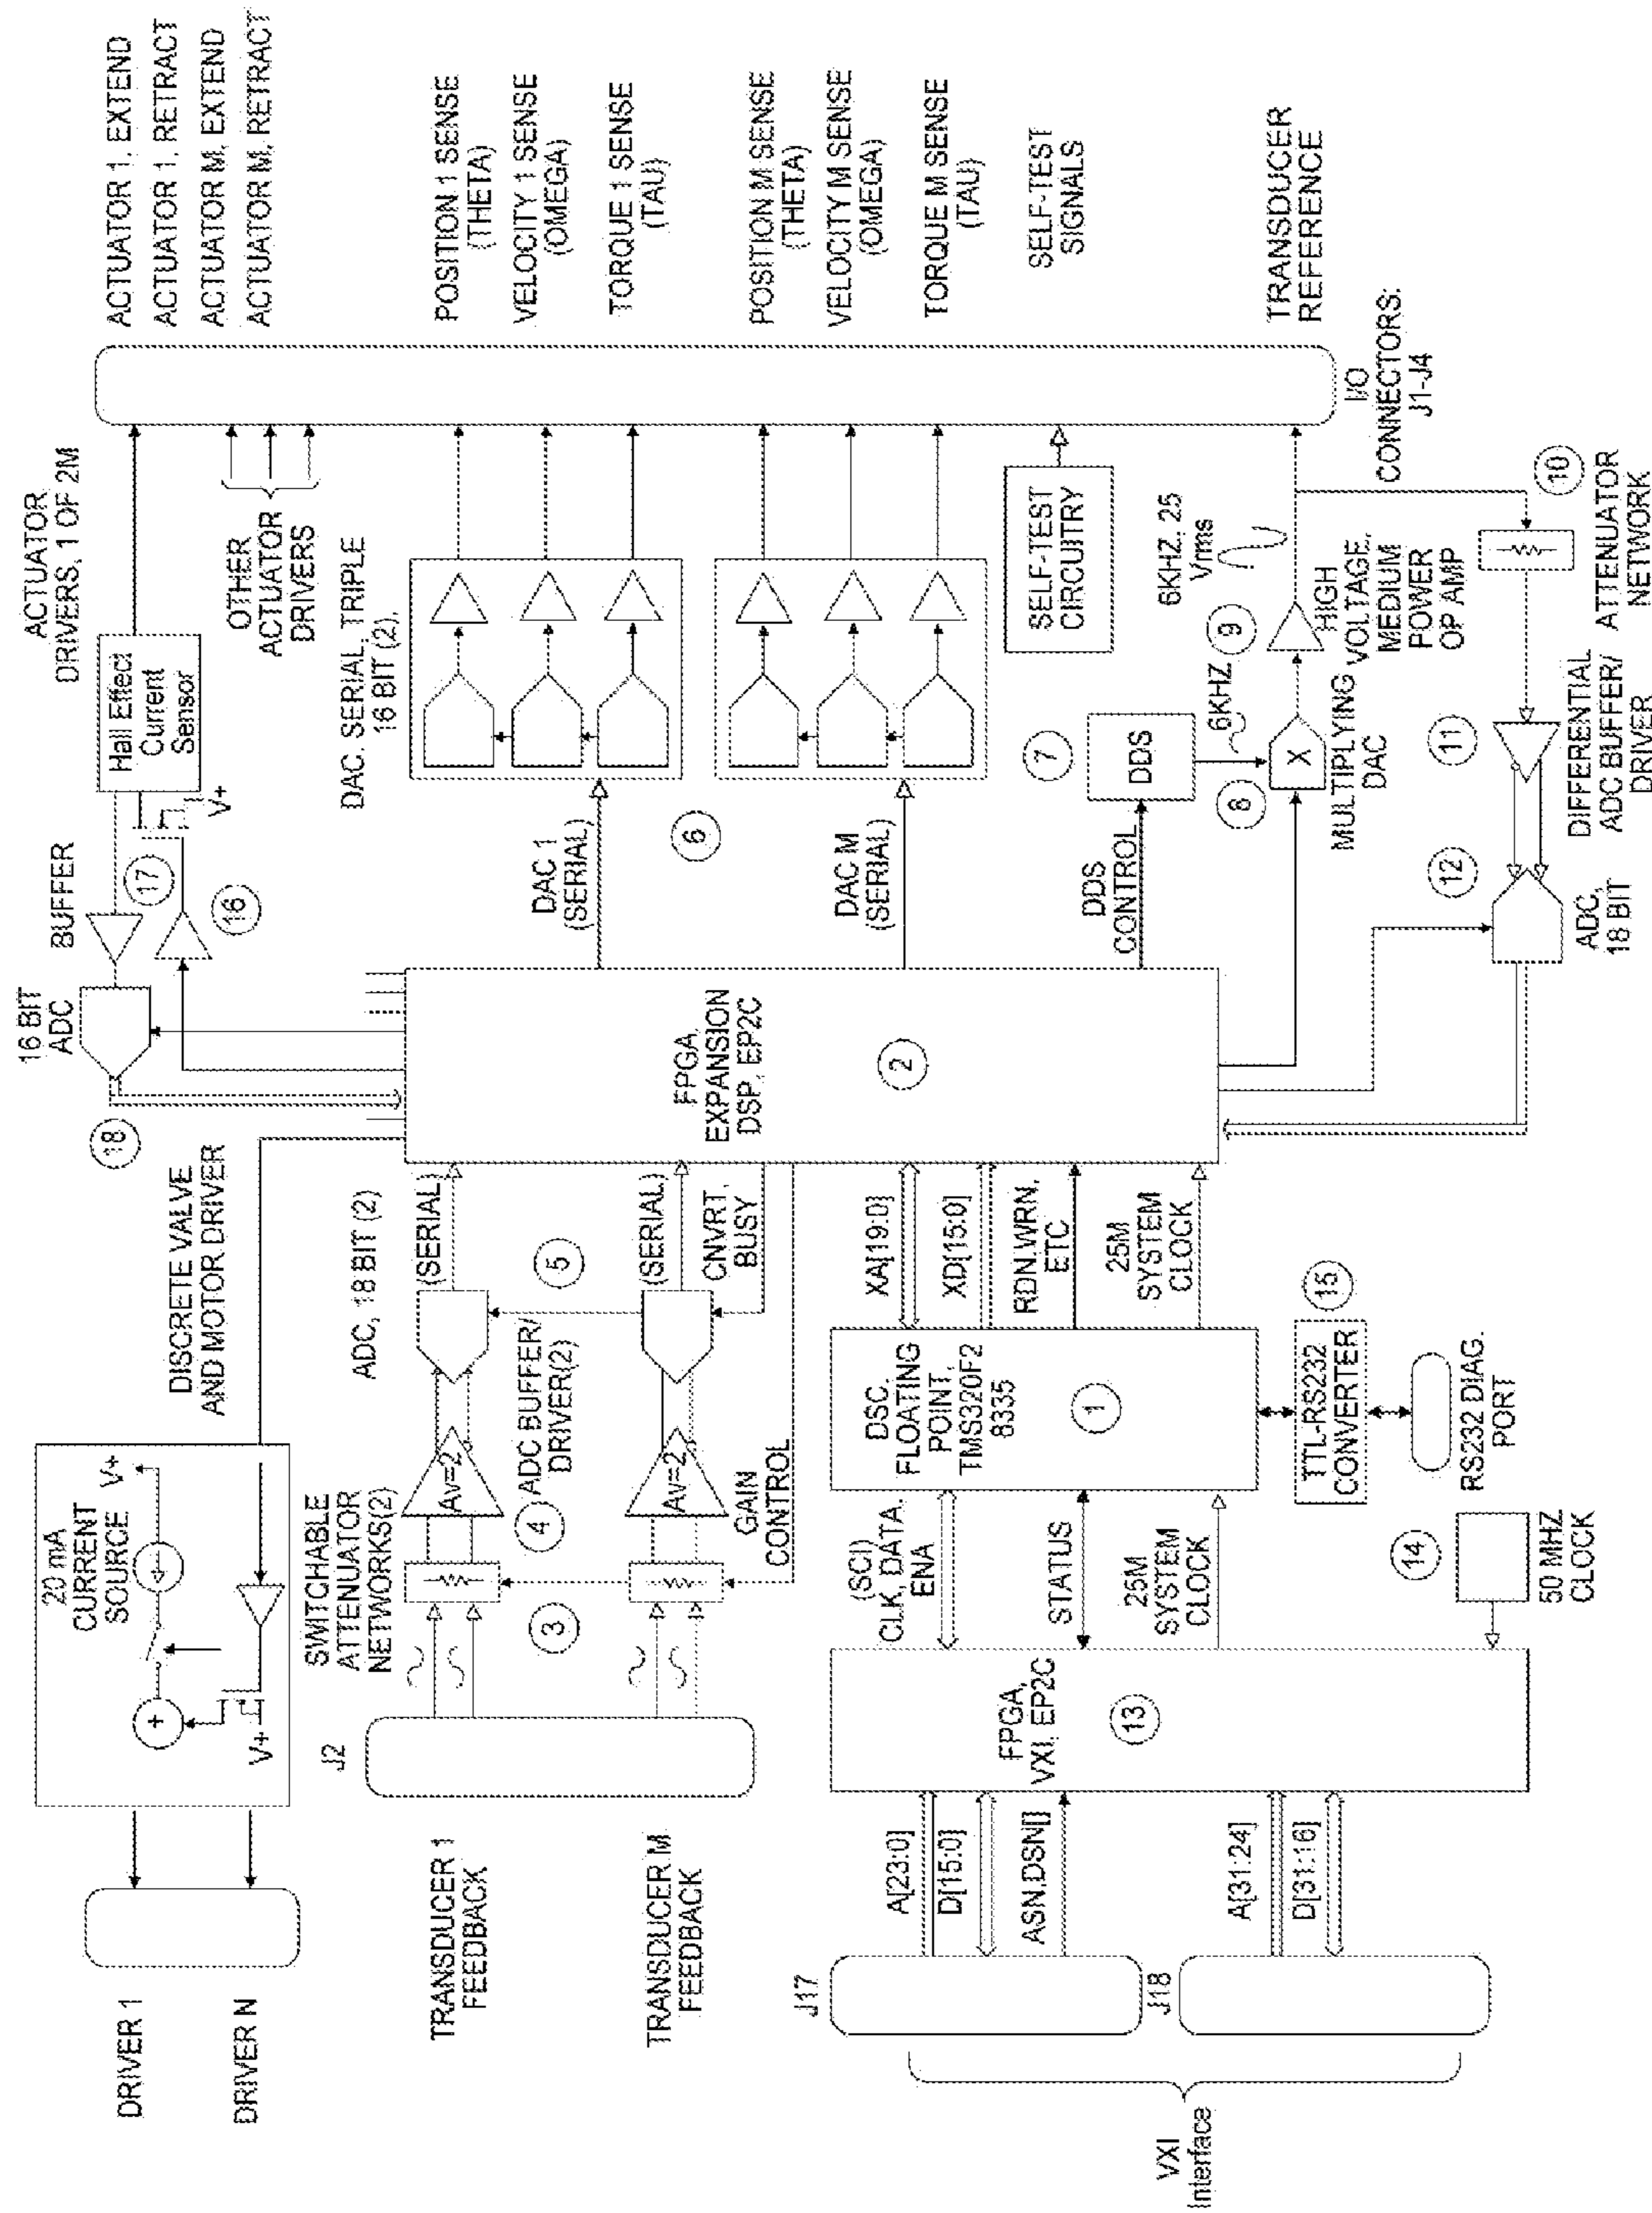 DRIVER 1
DRIVER N
20 mA
CURRENT
SOURCE
V+
V+
+
DISCRETE VALVE
AND MOTOR DRIVER
18
16 BIT
ADC
BUFFER
17
16
V+
Hall Effect
Current
Sensor
ACTUATOR
DRIVERS, 1 OF 2M
OTHER
ACTUATOR
DRIVERS
ACTUATOR 1, EXTEND
ACTUATOR 1, RETRACT
ACTUATOR M, EXTEND
ACTUATOR M, RETRACT
J2
TRANSDUCER 1
FEEDBACK
TRANSDUCER M
FEEDBACK
SWITCHABLE
ATTENUATOR
NETWORKS(2)
3
4
ADC BUFFER/
DRIVER(2)
Av=2
Av=2
GAIN
CONTROL
ADC, 18 BIT (2)
5
(SERIAL)
(SERIAL)
CNVRT,
BUSY
FPGA,
EXPANSION
DSP, EP2C
2
DAC 1
(SERIAL)
DAC M
(SERIAL)
6
DAC, SERIAL, TRIPLE
16 BIT (2),
POSITION 1 SENSE
(THETA)
VELOCITY 1 SENSE
(OMEGA)
TORQUE 1 SENSE
(TAU)
POSITION M SENSE
(THETA)
VELOCITY M SENSE
(OMEGA)
TORQUE M SENSE
(TAU)
SELF-TEST
CIRCUITRY
SELF-TEST
SIGNALS
DDS
CONTROL
7
DDS
8
6KHZ
X
MULTIPLYING
DAC
9
6KHZ, 25
Vrms
HIGH
VOLTAGE,
MEDIUM
POWER
OP AMP
TRANSDUCER
REFERENCE
I/O
CONNECTORS:
J1-J4
10
ATTENUATOR
NETWORK
11
DIFFERENTIAL
ADC BUFFER/
DRIVER
12
ADC,
18 BIT
VXI
Interface
J17
J18
A[23:0]
D[15:0]
ASN,DSN[]
A[31:24]
D[31:16]
FPGA,
VXI, EP2C
13
(SCI)
CLK, DATA,
ENA
STATUS
25M
SYSTEM
CLOCK
14
50 MHZ
CLOCK
DSC,
FLOATING
POINT,
TMS320F2
8335
1
XA[19:0]
XD[15:0]
RDN,WRN,
ETC
25M
SYSTEM
CLOCK
15
TTL-RS232
CONVERTER
RS232 DIAG.
PORT